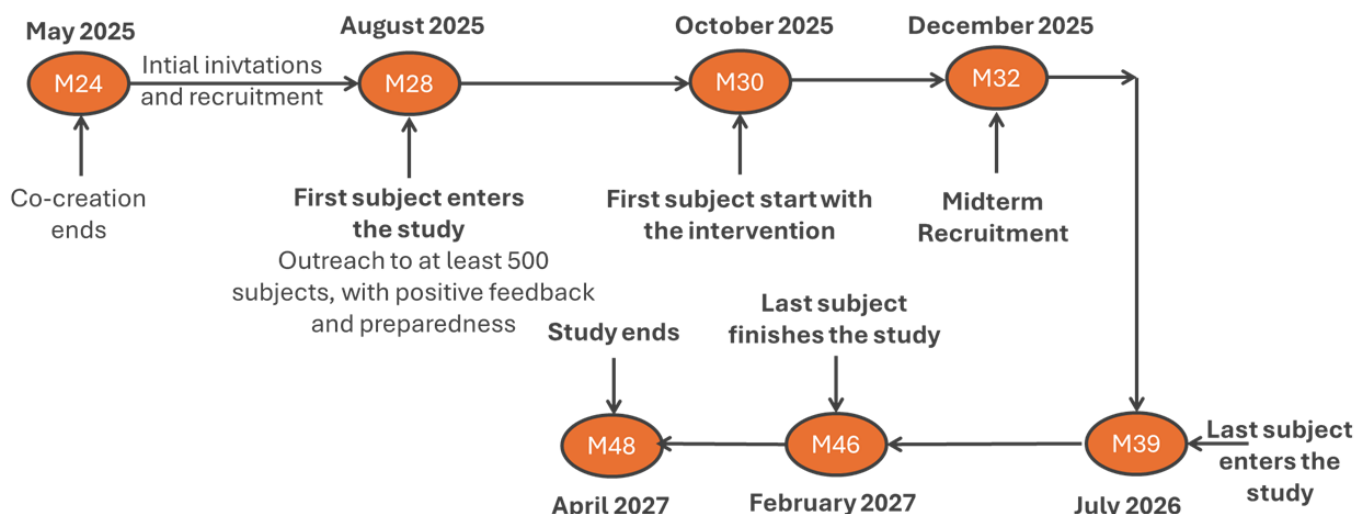 May 2025
August 2025
October 2025
December 2025
M24
Intial inivtations
and recruitment
M28
M30
M32
Co-creation
ends
First subject enters
the study
Outreach to at least 500
subjects, with positive feedback
and preparedness
First subject start with
the intervention
Midterm
Recruitment
Study ends
Last subject
finishes the study
M48
M46
M39
Last subject
enters the
study
April 2027
February 2027
July 2026